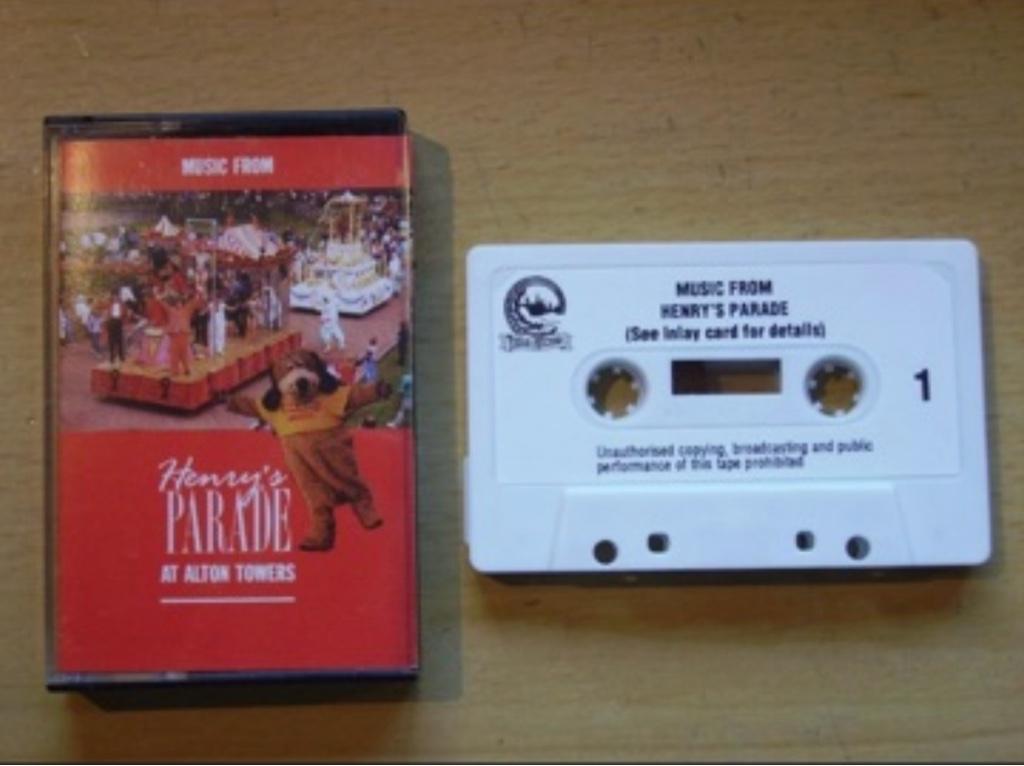 MUSIC FROM
Henry's
PARADE
AT ALTON TOWERS
MUSIC FROM
HENRY'S PARADE
(See inlay card for details)
1
Unauthorised copying, broadcasting and public
performance of this tape prohibited